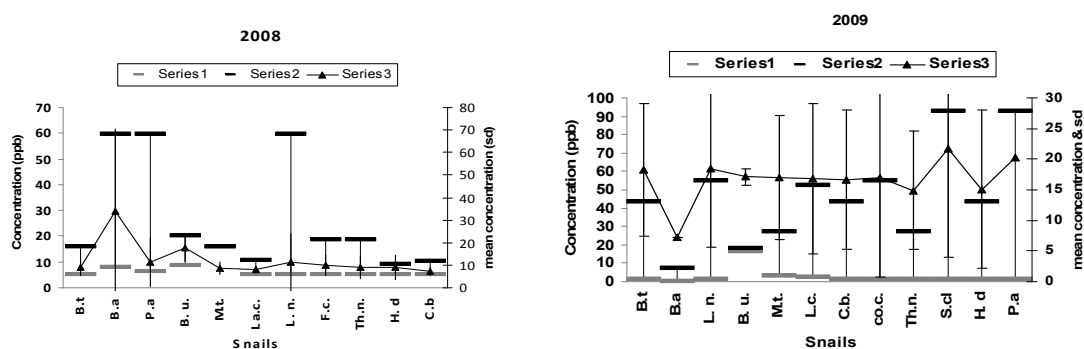 2008
Series1 Series2 Series3
Concentration (ppb)
70
60
50
40
30
20
10
0
80
70
60
50
40
30
20
10
0
mean concentration (sd)
B.t
B.a
P.a
B. u.
M.t.
La.c.
L. n.
F.c.
Th.n.
H. d
C.b
Snails
2009
Series1 Series2 Series3
Concentration (ppb)
100
90
80
70
60
50
40
30
20
10
0
30
25
20
15
10
5
0
mean concentration & sd
B.t
B.a
L. n.
B. u.
M.t.
L.c.
C.b.
co.c.
Th.n.
S.cl
H. d
P.a
Snails